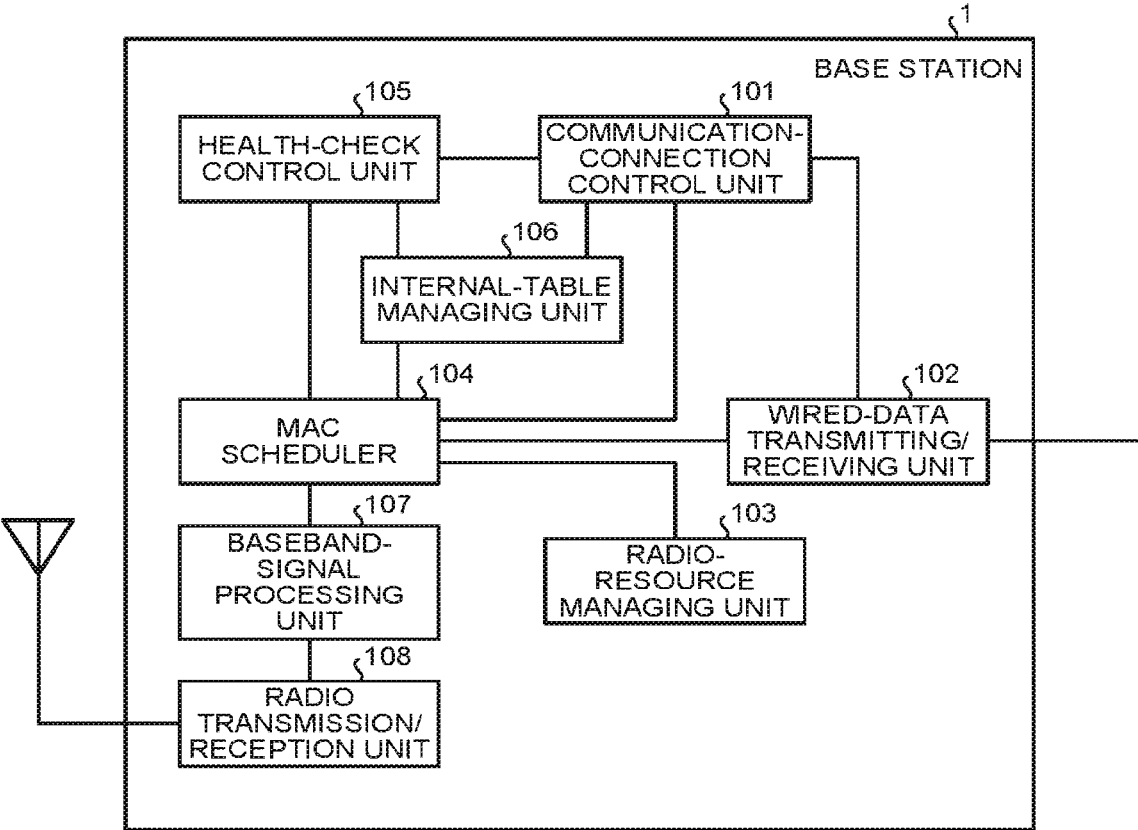 1
BASE STATION
105
HEALTH-CHECK
CONTROL UNIT
101
COMMUNICATION-
CONNECTION
CONTROL UNIT
106
INTERNAL-TABLE
MANAGING UNIT
104
MAC
SCHEDULER
102
WIRED-DATA
TRANSMITTING/
RECEIVING UNIT
107
BASEBAND-
SIGNAL
PROCESSING
UNIT
103
RADIO-
RESOURCE
MANAGING UNIT
108
RADIO
TRANSMISSION/
RECEPTION UNIT